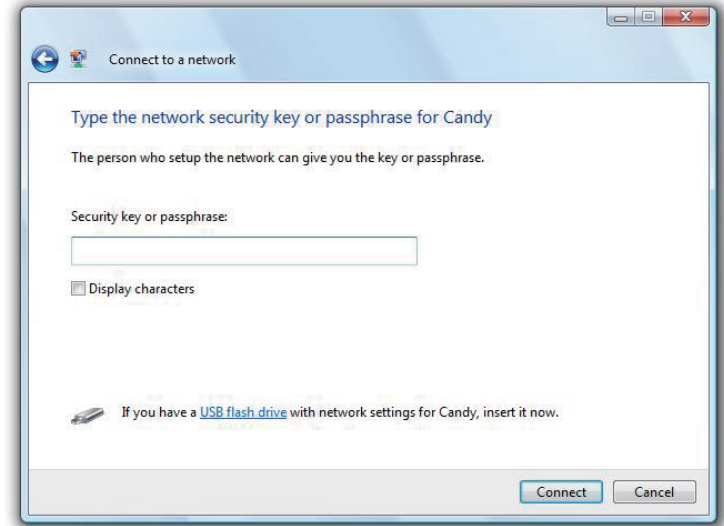 Connect to a network
Type the network security key or passphrase for Candy
The person who setup the network can give you the key or passphrase.
Security key or passphrase:
Display characters
If you have a USB flash drive with network settings for Candy, insert it now.
Connect Cancel